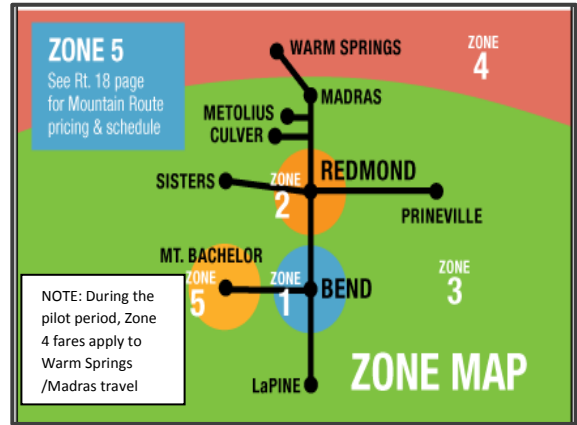 ZONE 5
See Rt. 18 page
for Mountain Route
pricing & schedule
WARM SPRINGS
ZONE
4
MADRAS
METOLIUS
CULVER
REDMOND
SISTERS
ZONE
2
PRINEVILLE
MT. BACHELOR
ZONE
5
ZONE
1
BEND
ZONE
3
NOTE: During the
pilot period, Zone
4 fares apply to
Warm Springs
/Madras travel
LaPINE
ZONE MAP